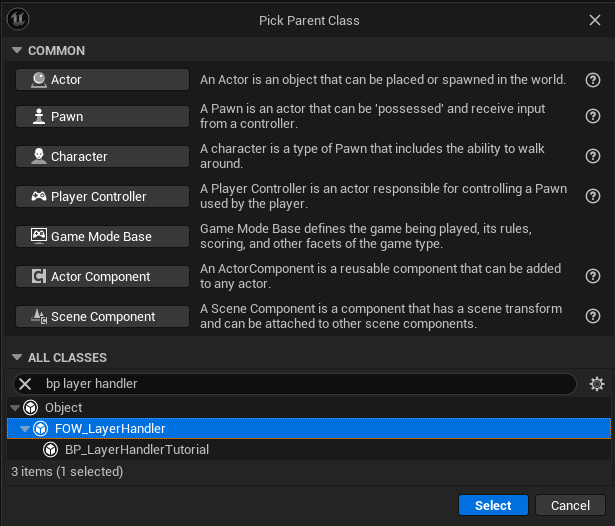 Pick Parent Class
COMMON
Actor
An Actor is an object that can be placed or spawned in the world.
Pawn
A Pawn is an actor that can be 'possessed' and receive input
from a controller.
Character
A character is a type of Pawn that includes the ability to walk
around.
Player Controller
A Player Controller is an actor responsible for controlling a Pawn
used by the player.
Game Mode Base
Game Mode Base defines the game being played, its rules,
scoring, and other facets of the game type.
Actor Component
An ActorComponent is a reusable component that can be added
to any actor.
Scene Component
A Scene Component is a component that has a scene transform
and can be attached to other scene components.
ALL CLASSES
bp layer handler
Object
FOW_LayerHandler
BP_LayerHandlerTutorial
3 items (1 selected)
Select
Cancel